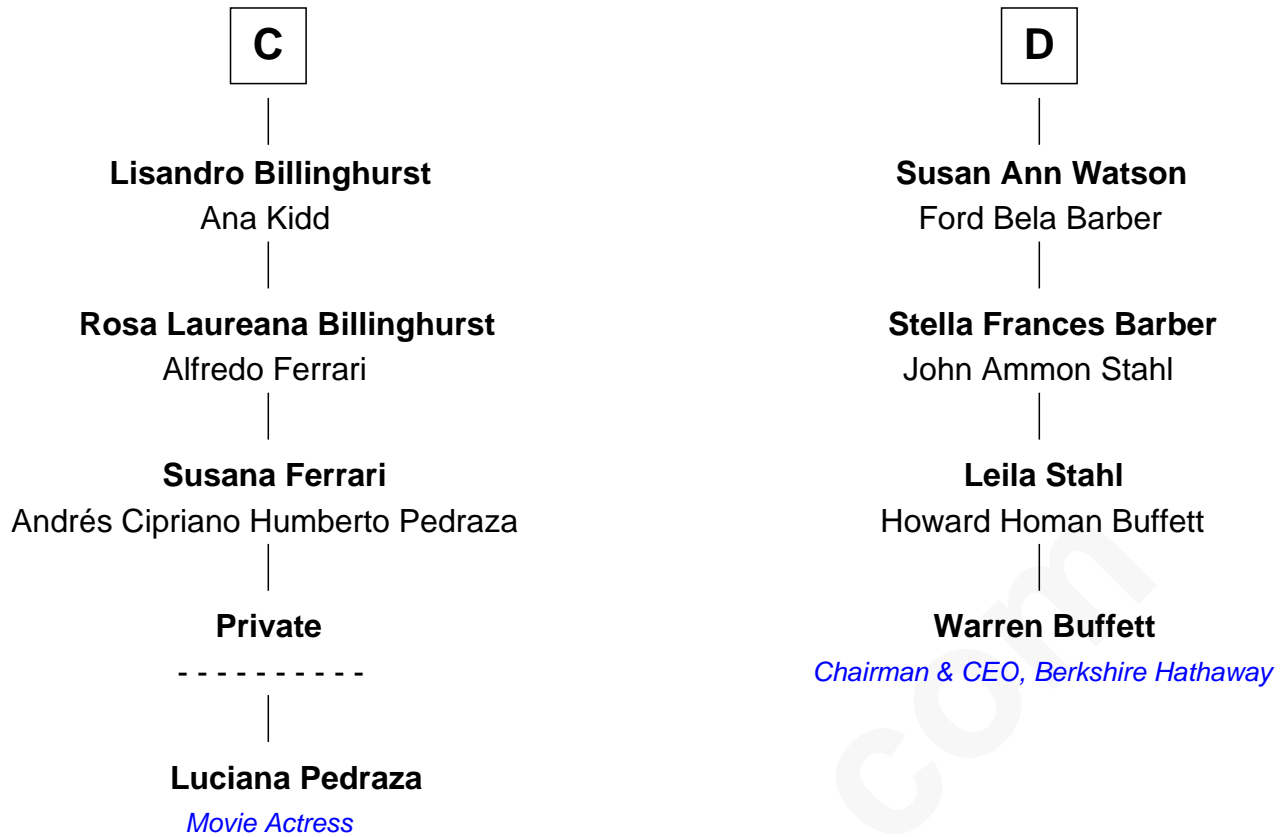 C
Lisandro Billinghurst
Ana Kidd
Rosa Laureana Billinghurst
Alfredo Ferrari
Susana Ferrari
Andrés Cipriano Humberto Pedraza
Private
- - - - - - - - - -
Luciana Pedraza
Movie Actress
D
Susan Ann Watson
Ford Bela Barber
Stella Frances Barber
John Ammon Stahl
Leila Stahl
Howard Homan Buffett
Warren Buffett
Chairman & CEO, Berkshire Hathaway
com